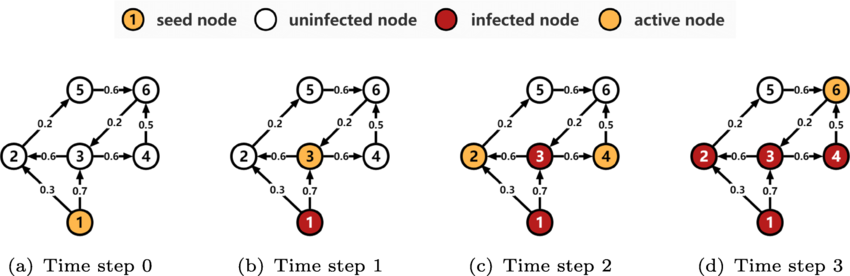 1 seed node uninfected node infected node active node
5 0.6 6 5 0.6 6 5 0.6 6 5 0.6 6
0.2 0.2 0.5 0.2 0.2 0.5 0.2 0.2 0.5 0.2 0.2 0.5
2 0.6 3 0.6 4 2 0.6 3 0.6 4 2 0.6 3 0.6 4 2 0.6 3 0.6 4
0.3 0.7 0.3 0.7 0.3 0.7 0.3 0.7
1 1 1 1
(a) Time step 0 (b) Time step 1 (c) Time step 2 (d) Time step 3